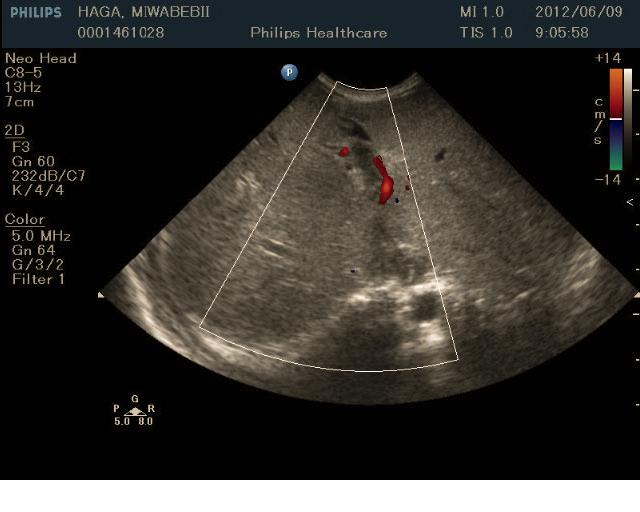 PHILIPS HAGA, MIWABEBII MI 1.0 2012/06/09
0001461028 Philips Healthcare TIS 1.0 9:05:58
Neo Head
C8-5
13Hz
7cm
2D
F3
Gn 60
232dB/C7
K/4/4
Color
5.0 MHz
Gn 64
G/3/2
Filter 1
P
+14
cm/s
-14
G
P R
5.0 8.0